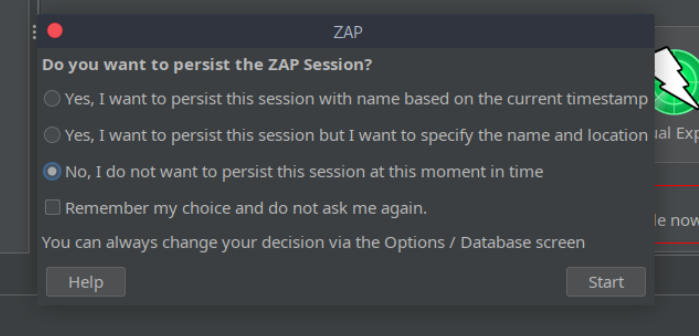 ZAP
Do you want to persist the ZAP Session?
Yes, I want to persist this session with name based on the current timestamp
Yes, I want to persist this session but I want to specify the name and location
ual Exp
No, I do not want to persist this session at this moment in time
Remember my choice and do not ask me again.
le now
You can always change your decision via the Options / Database screen
Help
Start